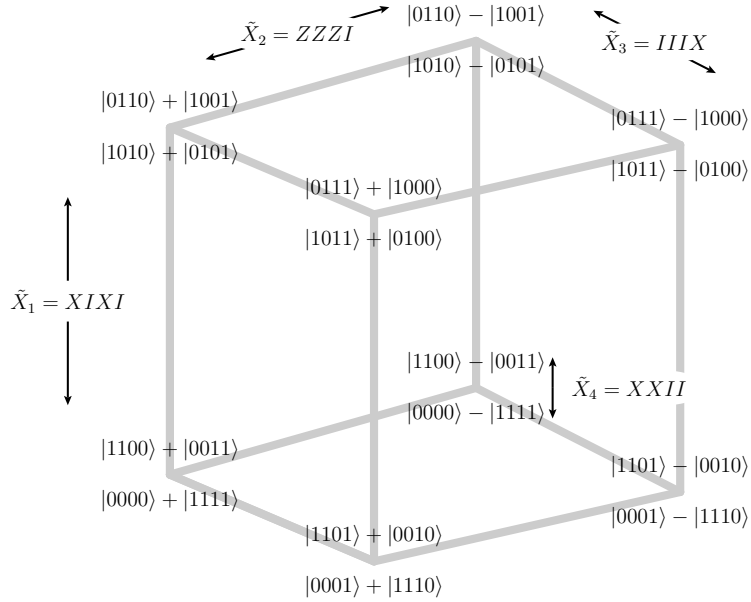 |0110⟩ − |1001⟩
X̃₂ = ZZZI
X̃₃ = IIIX
|1010⟩ − |0101⟩
|0110⟩ + |1001⟩
|0111⟩ − |1000⟩
|1010⟩ + |0101⟩
|1011⟩ − |0100⟩
|0111⟩ + |1000⟩
|1011⟩ + |0100⟩
X̃₁ = XIXI
|1100⟩ − |0011⟩
X̃₄ = XXII
|0000⟩ − |1111⟩
|1100⟩ + |0011⟩
|1101⟩ − |0010⟩
|0000⟩ + |1111⟩
|0001⟩ − |1110⟩
|1101⟩ + |0010⟩
|0001⟩ + |1110⟩